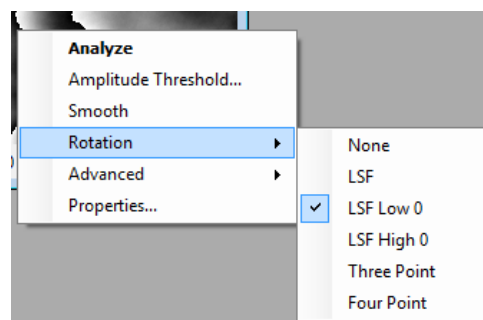 Analyze
Amplitude Threshold...
Smooth
Rotation
Advanced
Properties...
None
LSF
LSF Low 0
LSF High 0
Three Point
Four Point